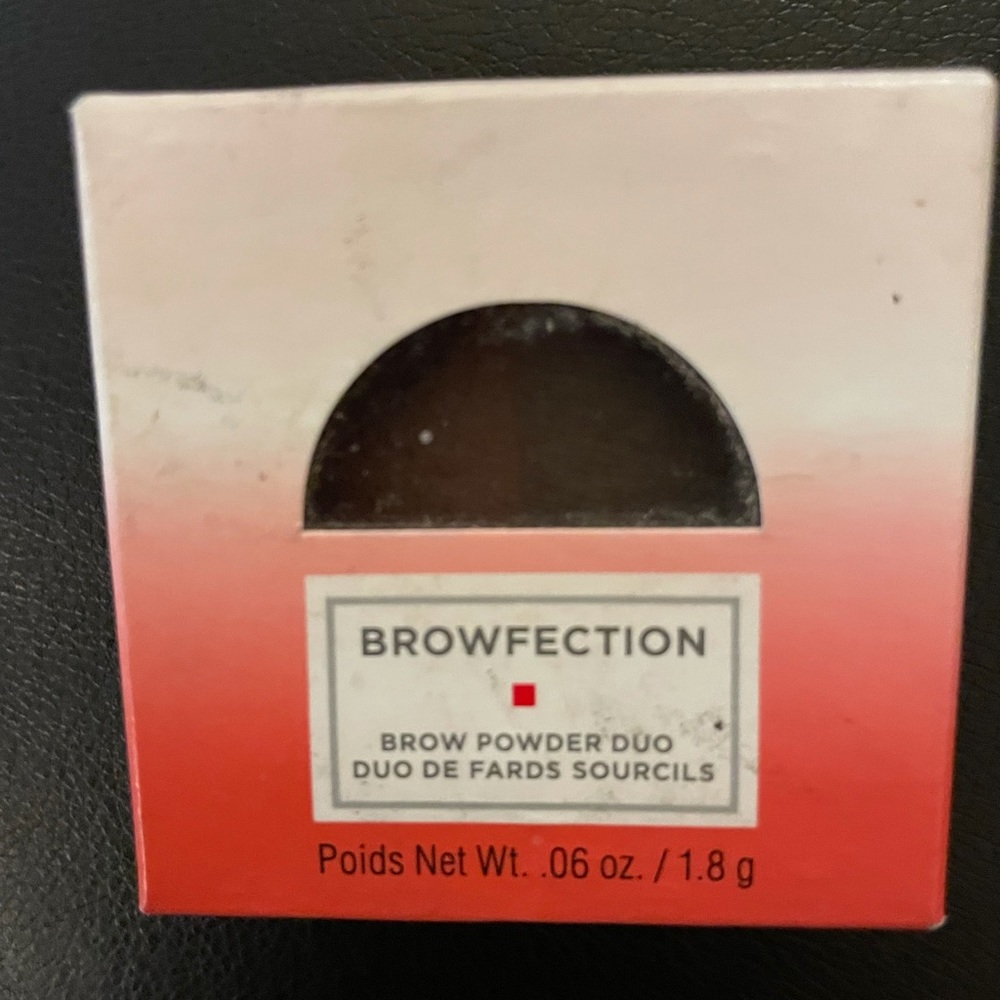 BROWFECTION
BROW POWDER DUO
DUO DE FARDS SOURCILS
Poids Net Wt. .06 oz. / 1.8 g